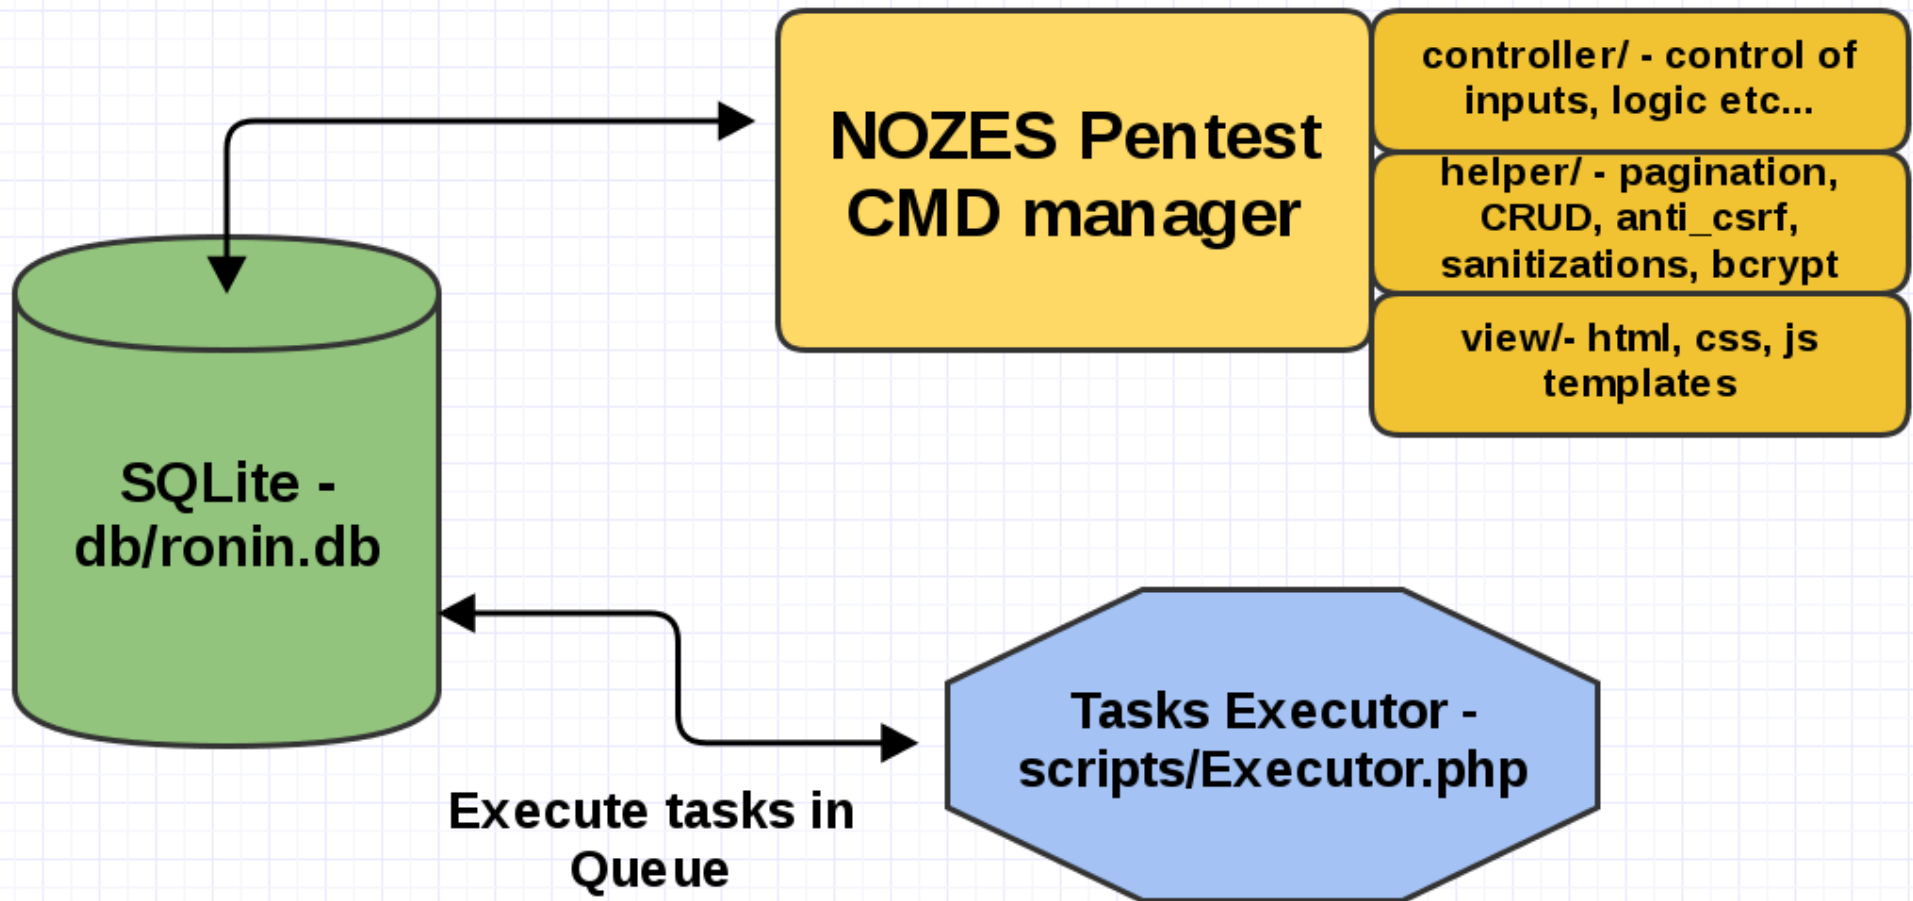 NOZES Pentest
CMD manager
controller/ - control of
inputs, logic etc...
helper/ - pagination,
CRUD, anti_csrf,
sanitizations, bcrypt
view/- html, css, js
templates
SQLite -
db/ronin.db
Tasks Executor -
scripts/Executor.php
Execute tasks in
Queue